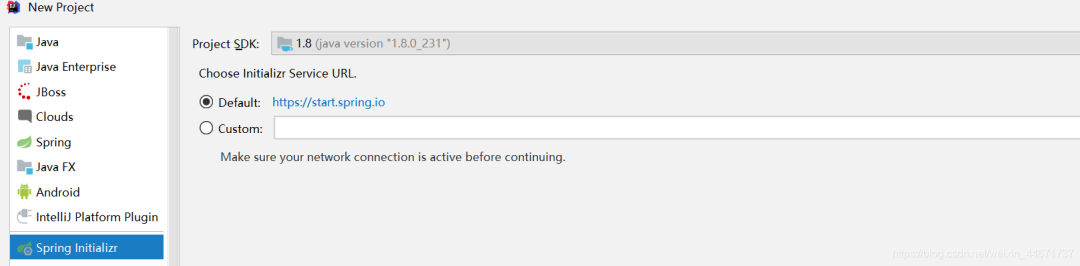 New Project
Java
Java Enterprise
JBoss
Clouds
Spring
Java FX
Android
IntelliJ Platform Plugin
Spring Initializr
Project SDK: 1.8 (java version "1.8.0_231")
Choose Initializr Service URL.
Default: https://start.spring.io
Custom:
Make sure your network connection is active before continuing.
https://blog.csdn.net/weixin_44671737